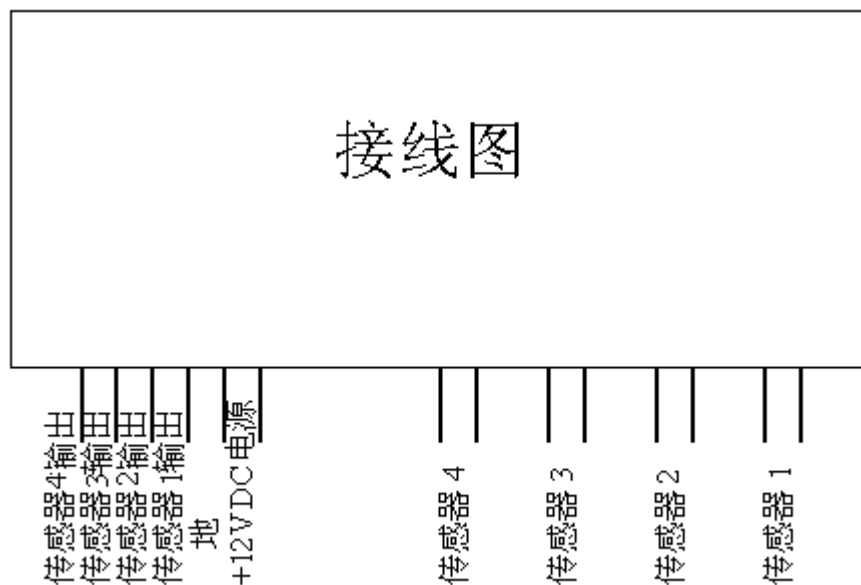 接线图
传感器4输出
传感器3输出
传感器2输出
传感器1输出
地
+12VDC电源
传感器 4
传感器 3
传感器 2
传感器 1